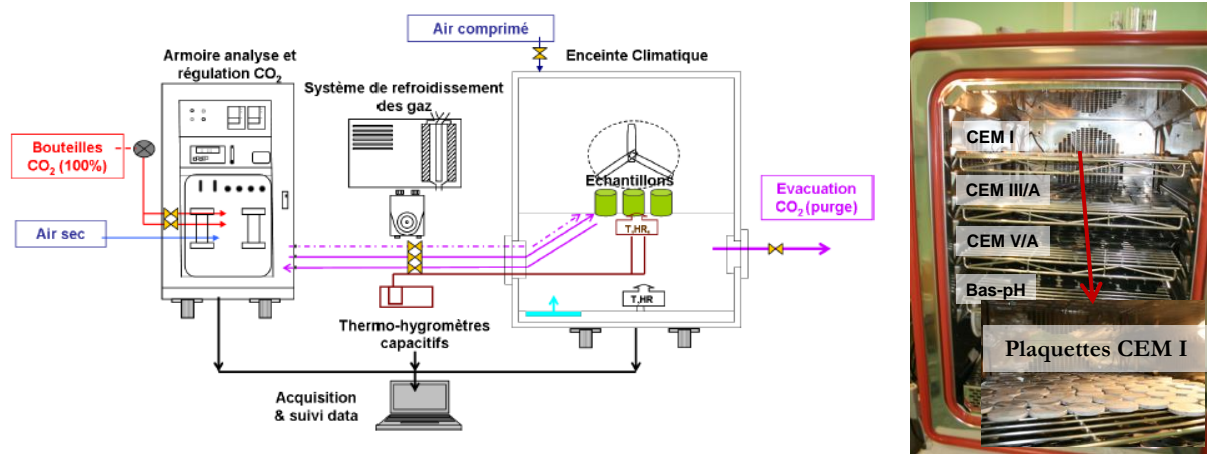 Air comprimé
Armoire analyse et
régulation CO₂
Enceinte Climatique
Système de refroidissement
des gaz
Bouteilles
CO₂ (100%)
Echantillons
Evacuation
CO₂ (purge)
Air sec
T,HR,
T,HR
Thermo-hygromètres
capacitifs
Acquisition
& suivi data
CEM I
CEM III/A
CEM V/A
Bas-pH
Plaquettes CEM I